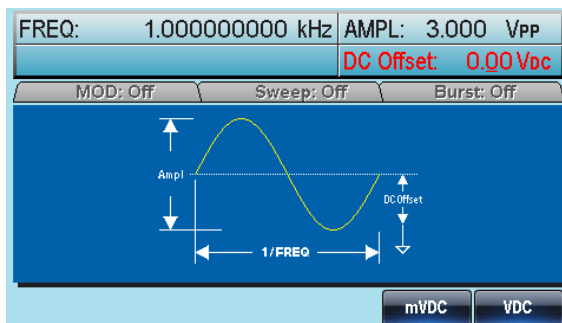 FREQ: 1.000000000 kHz AMPL: 3.000 VPP
DC Offset: 0.00 VDC
MOD: Off Sweep: Off Burst: Off
Ampl
DC Offset
1/FREQ
mVDC VDC